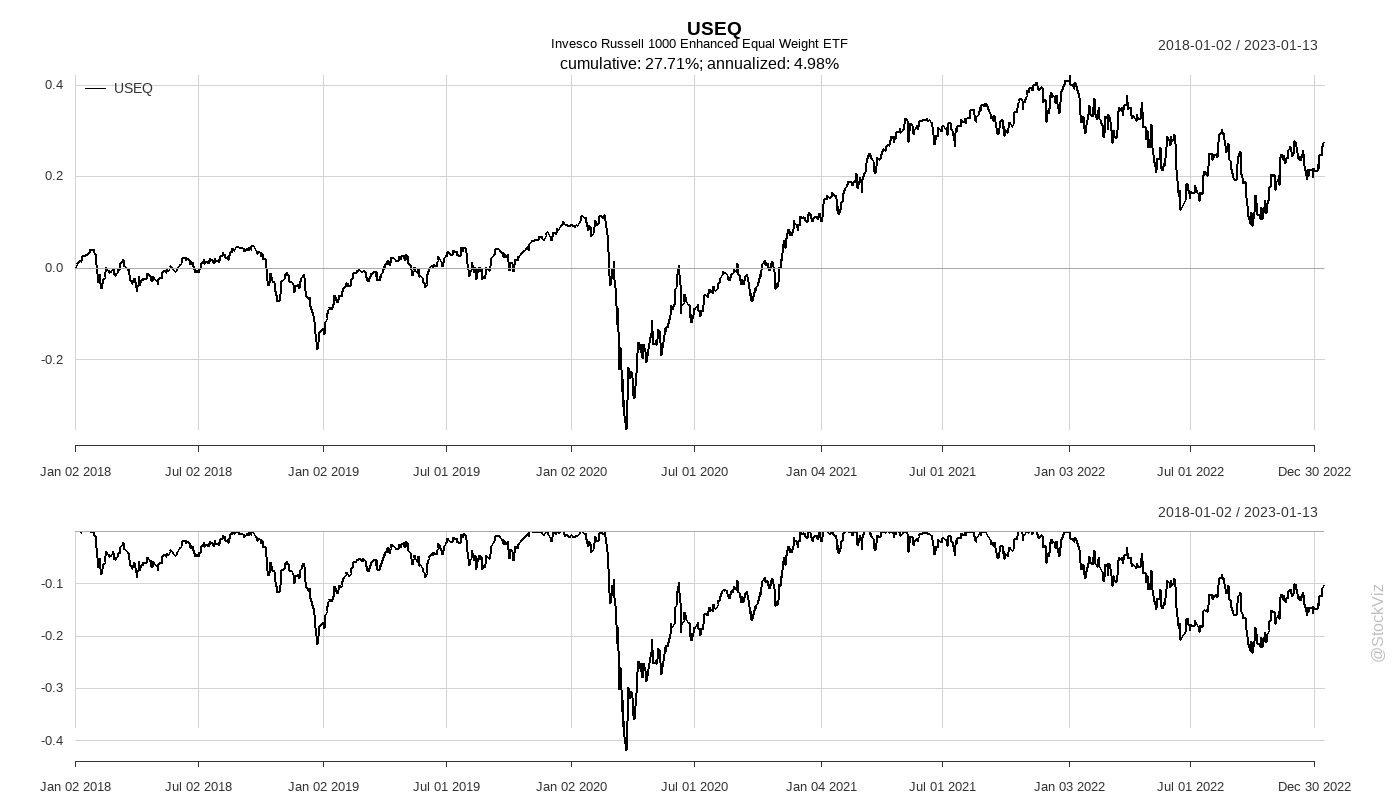 USEQ
Invesco Russell 1000 Enhanced Equal Weight ETF
cumulative: 27.71%; annualized: 4.98%
2018-01-02 / 2023-01-13
USEQ
0.4
0.2
0.0
-0.2
Jan 02 2018 Jul 02 2018 Jan 02 2019 Jul 01 2019 Jan 02 2020 Jul 01 2020 Jan 04 2021 Jul 01 2021 Jan 03 2022 Jul 01 2022 Dec 30 2022
2018-01-02 / 2023-01-13
-0.1
-0.2
-0.3
-0.4
Jan 02 2018 Jul 02 2018 Jan 02 2019 Jul 01 2019 Jan 02 2020 Jul 01 2020 Jan 04 2021 Jul 01 2021 Jan 03 2022 Jul 01 2022 Dec 30 2022
@StockViz